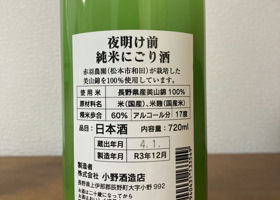 夜明け前
純米にごり酒
赤羽農園(松本市和田)が栽培した
美山錦を100%使用してます。
使用米 長野県産美山錦100%
原材料名 米(国産)、米麹(国産米)
精米歩合 60% アルコール分 17度
品目 日本酒 内容量 720ml
蔵出年月 4.1.
製造年月 R3年12月
製造者
株式会社 小野酒造店
長野県上伊那郡辰野町大字小野992